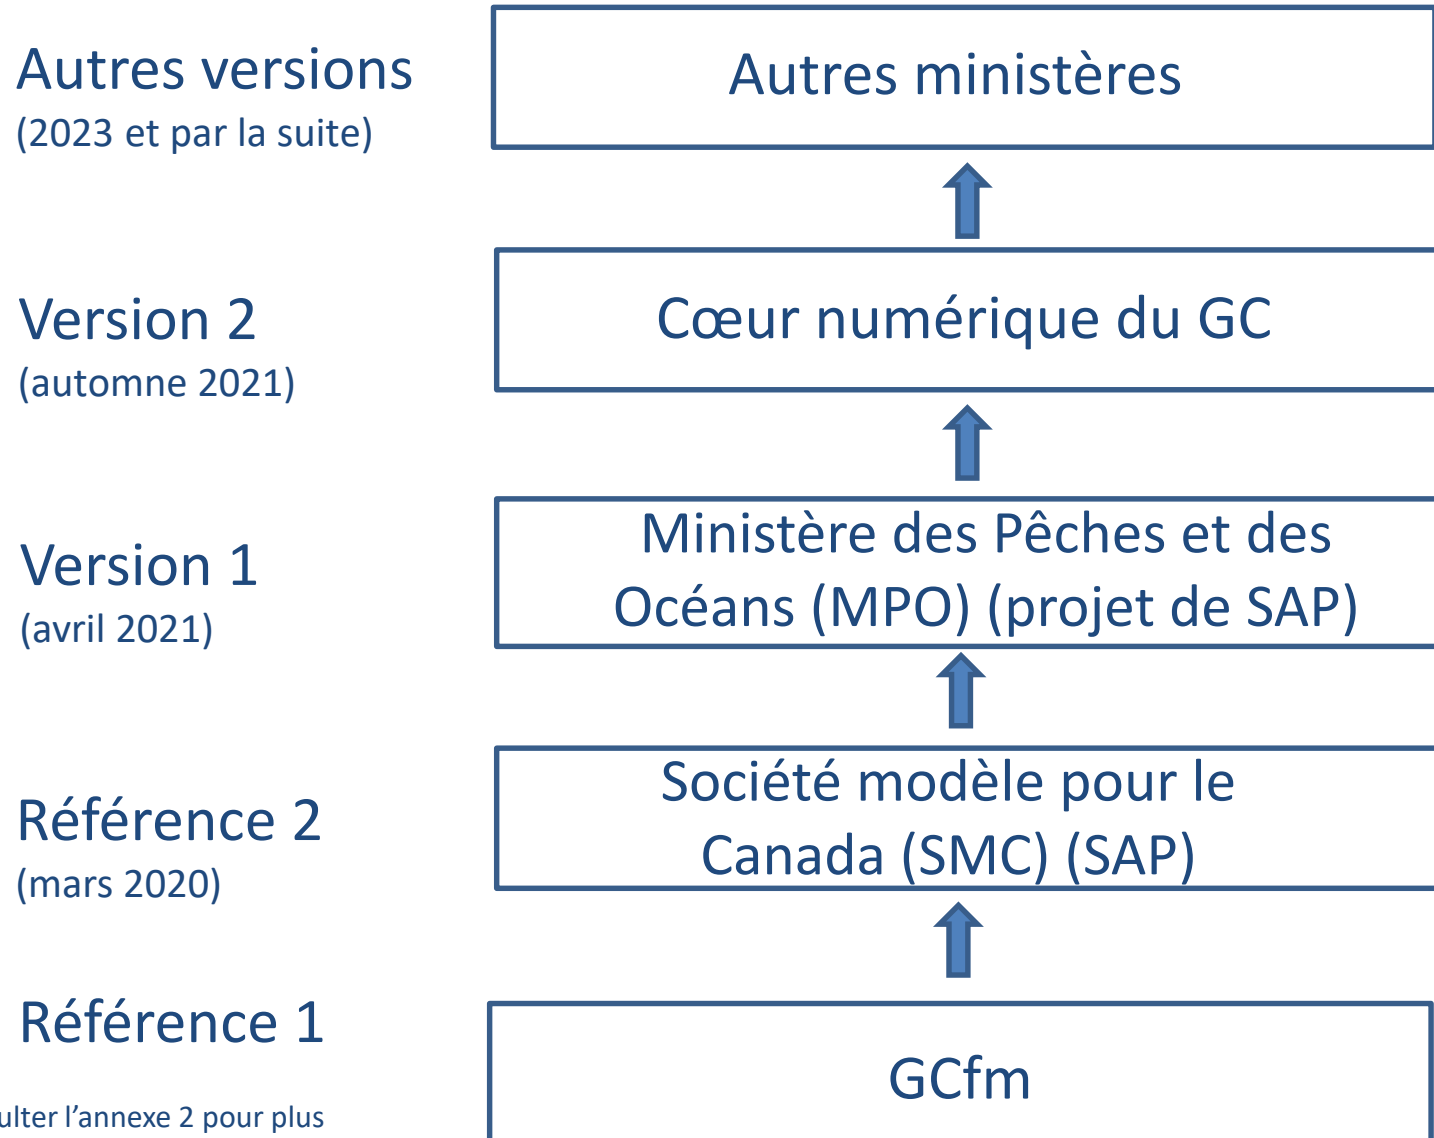 Autres versions
(2023 et par la suite)
Autres ministères
Version 2
(automne 2021)
Cœur numérique du GC
Version 1
(avril 2021)
Ministère des Pêches et des
Océans (MPO) (projet de SAP)
Référence 2
(mars 2020)
Société modèle pour le
Canada (SMC) (SAP)
Référence 1
GCfm
ulter l’annexe 2 pour plus